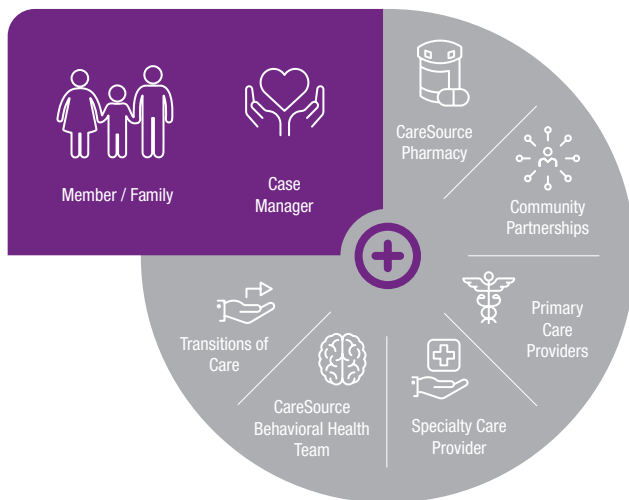 Member / Family
Case
Manager
CareSource
Pharmacy
Community
Partnerships
Primary
Care
Providers
Specialty Care
Provider
CareSource
Behavioral Health
Team
Transitions of
Care